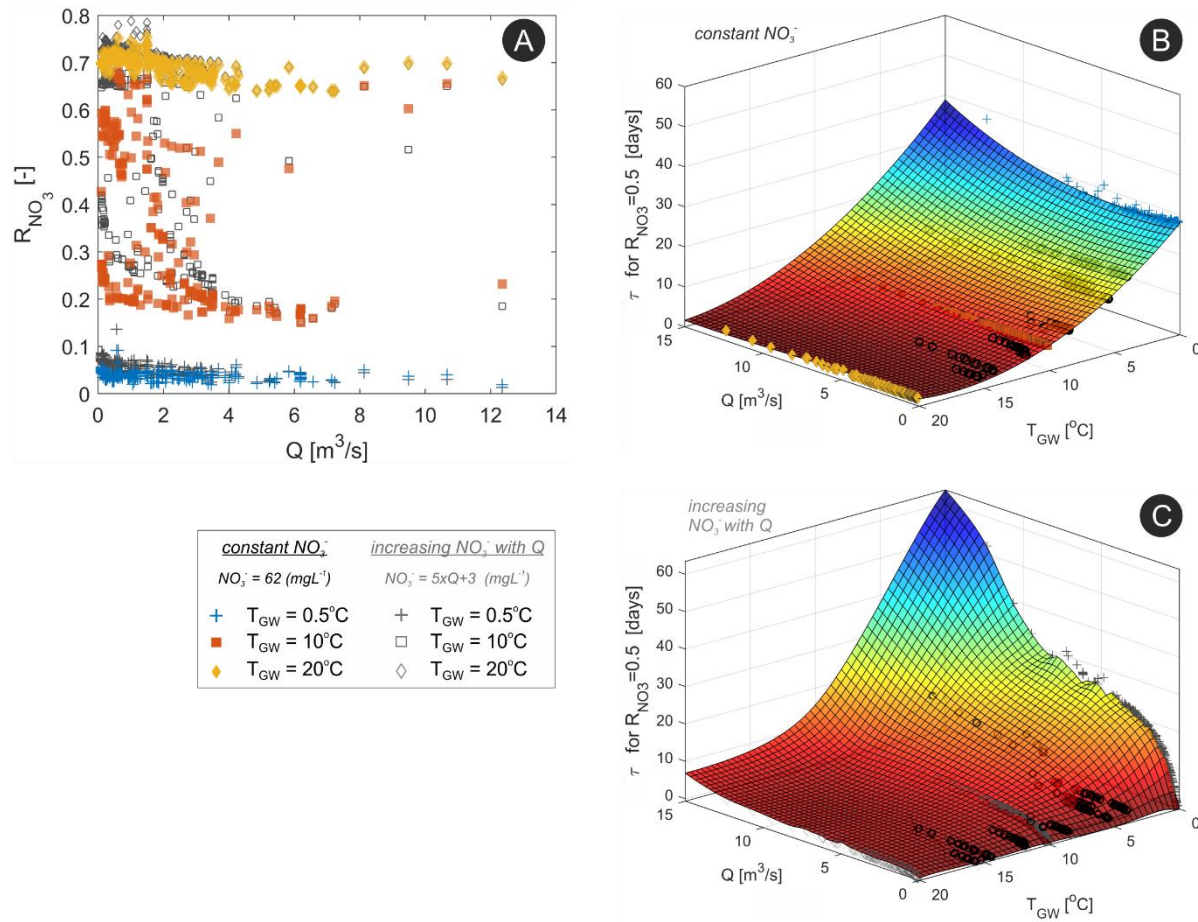 A
0.8
0.7
0.6
0.5
0.4
0.3
0.2
0.1
0
R_NO3 [-]
0 2 4 6 8 10 12 14
Q [m³/s]
constant NO₃⁻
B
60
50
40
30
20
10
0
τ for R_NO3=0.5 [days]
15
10
5
0
Q [m³/s]
20
15
10
5
0
T_GW [°C]
constant NO₃⁻ increasing NO₃⁻ with Q
NO₃⁻ = 62 (mgL⁻¹) NO₃⁻ = 5xQ+3 (mgL⁻¹)
T_GW = 0.5°C T_GW = 0.5°C
T_GW = 10°C T_GW = 10°C
T_GW = 20°C T_GW = 20°C
increasing
NO₃⁻ with Q
C
60
50
40
30
20
10
0
τ for R_NO3=0.5 [days]
15
10
5
0
Q [m³/s]
20
15
10
5
0
T_GW [°C]